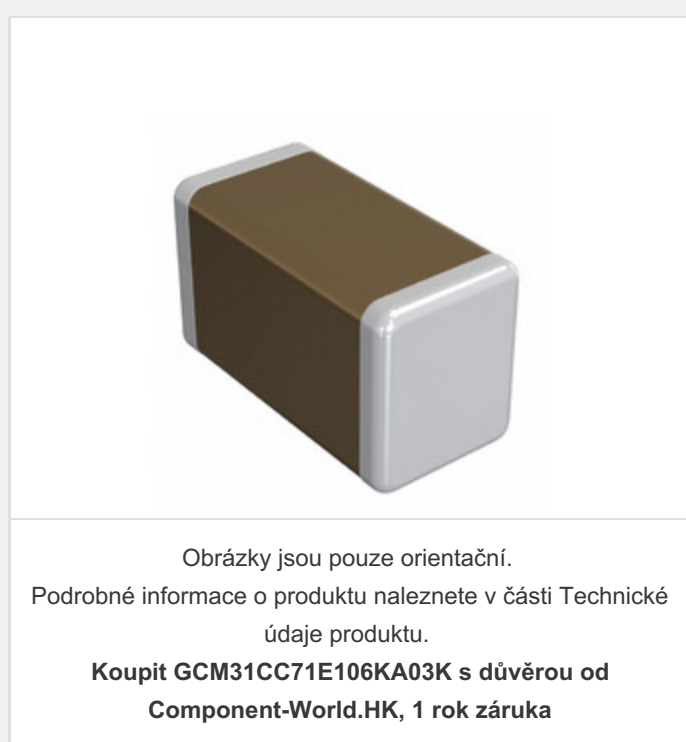 Obrázky jsou pouze orientační.
Podrobné informace o produktu naleznete v části Technické
údaje produktu.
Koupit GCM31CC71E106KA03K s důvěrou od
Component-World.HK, 1 rok záruka